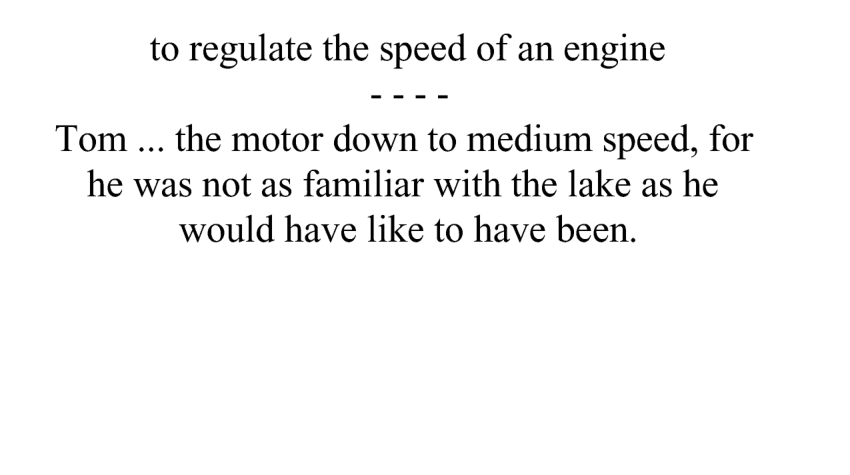 to regulate the speed of an engine
- - - -
Tom ... the motor down to medium speed, for
he was not as familiar with the lake as he
would have like to have been.